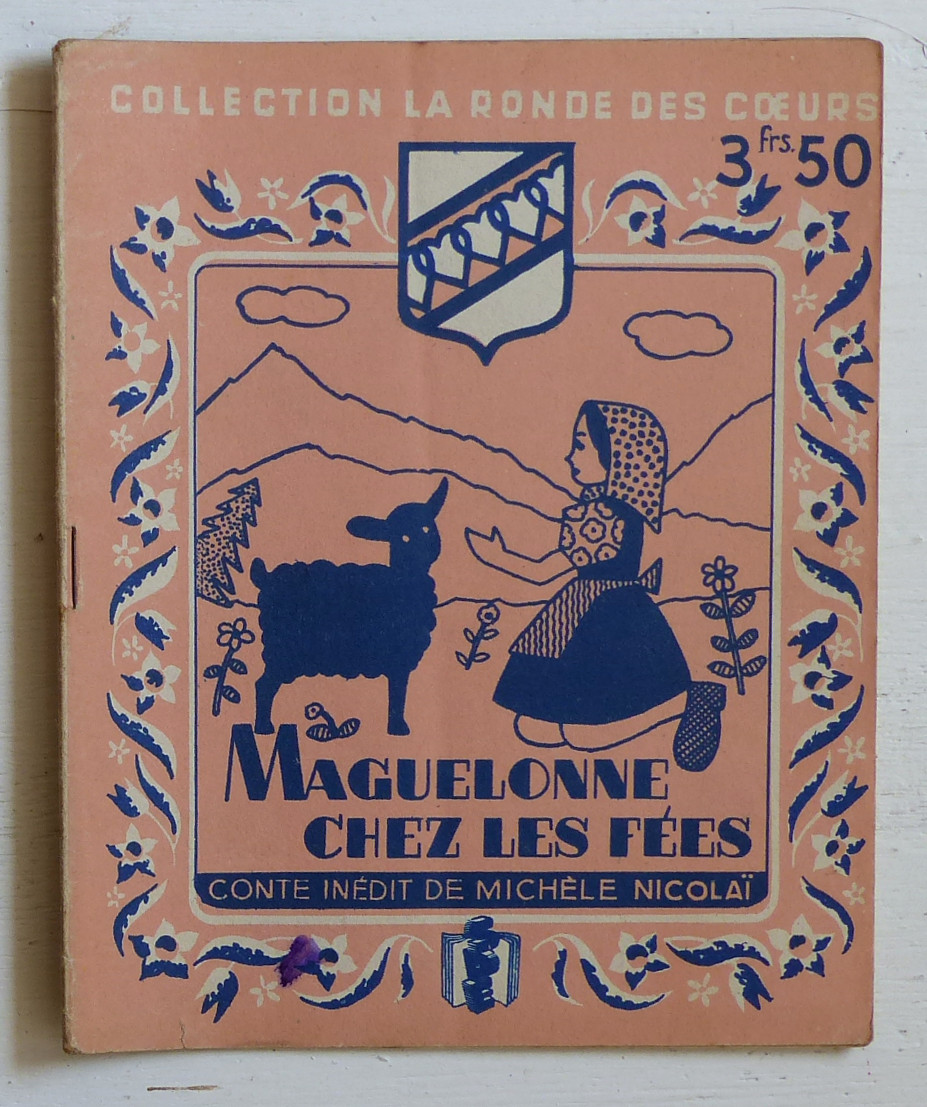 COLLECTION LA RONDE DES CŒURS
3 frs. 50
MAGUELONNE
CHEZ LES FÉES
CONTE INÉDIT DE MICHÈLE NICOLAÏ